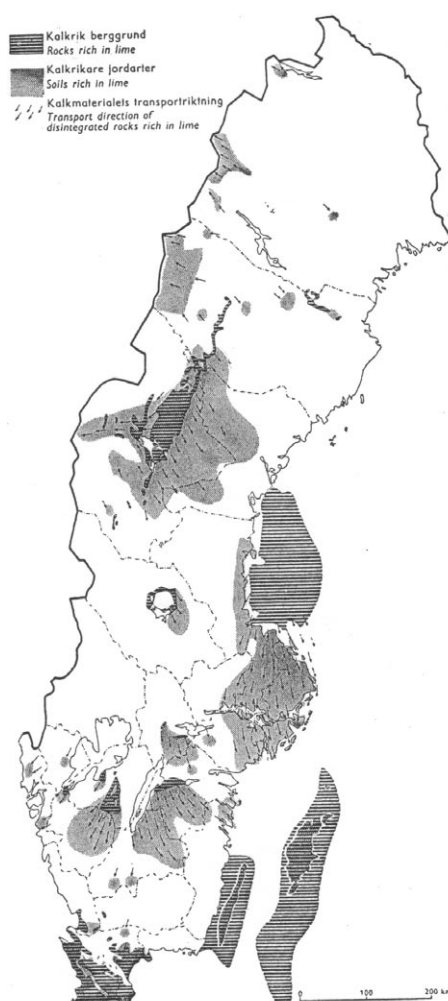 Kalkrik berggrund
Rocks rich in lime
Kalkrikare jordarter
Soils rich in lime
Kalkmaterialets transportriktning
Transport direction of
disintegrated rocks rich in lime
0 100 200 km